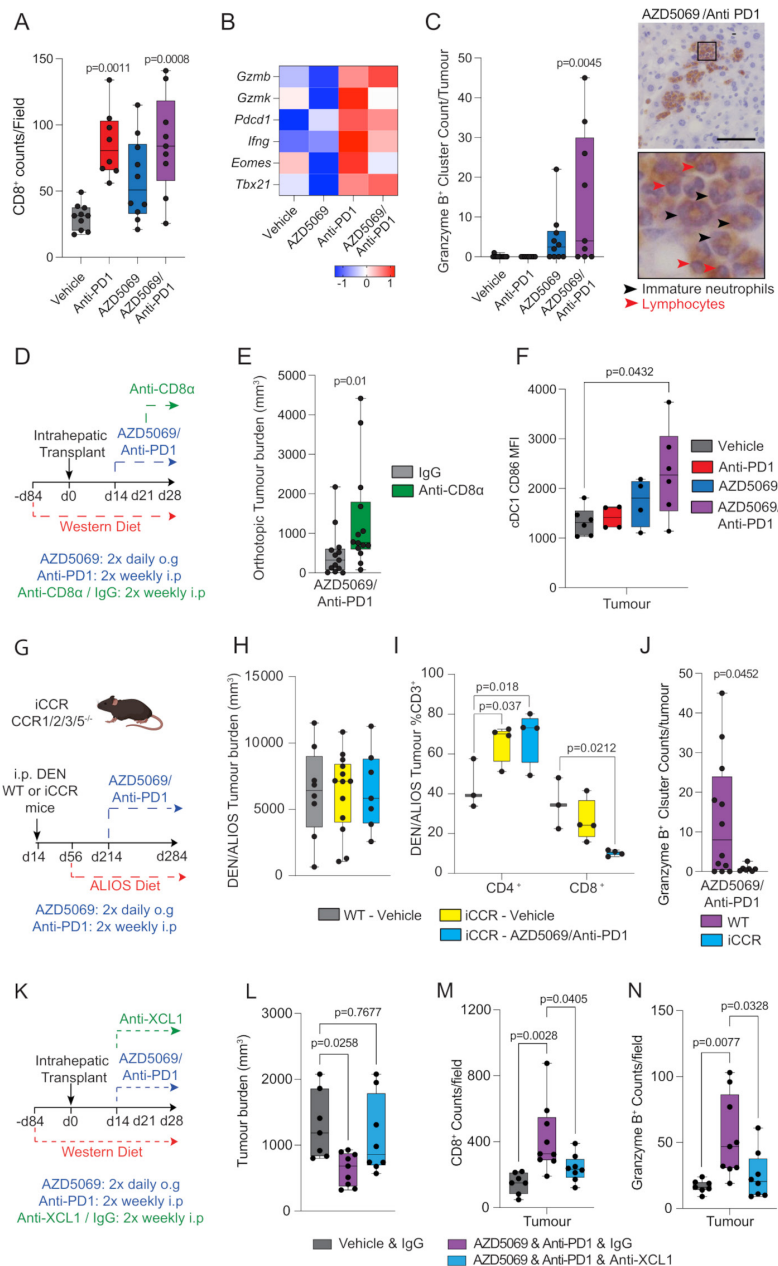 A
CD8⁺ counts/Field
150
100
50
0
p=0.0011
p=0.0008
Vehicle
Anti-PD1
AZD5069
AZD5069/
Anti-PD1
B
Gzmb
Gzmk
Pdcd1
Ifng
Eomes
Tbx21
Vehicle
AZD5069
Anti-PD1
AZD5069/
Anti-PD1
-1 0 1
C
Granzyme B⁺ Cluster Count/Tumour
50
40
30
20
10
0
p=0.0045
Vehicle
Anti-PD1
AZD5069
AZD5069/
Anti-PD1
AZD5069/Anti PD1
Immature neutrophils
Lymphocytes
D
Anti-CD8α
Intrahepatic
Transplant
AZD5069/
Anti-PD1
-d84 d0 d14 d21 d28
Western Diet
AZD5069: 2x daily o.g
Anti-PD1: 2x weekly i.p
Anti-CD8α / IgG: 2x weekly i.p
E
Orthotopic Tumour burden (mm³)
5000
4000
3000
2000
1000
0
p=0.01
IgG
Anti-CD8α
AZD5069/
Anti-PD1
F
cDC1 CD86 MFI
4000
3000
2000
1000
0
p=0.0432
Tumour
Vehicle
Anti-PD1
AZD5069
AZD5069/
Anti-PD1
G
iCCR
CCR1/2/3/5⁻/⁻
i.p. DEN
WT or iCCR
mice
AZD5069/
Anti-PD1
d14 d56 d214 d284
ALIOS Diet
AZD5069: 2x daily o.g
Anti-PD1: 2x weekly i.p
H
DEN/ALIOS Tumour burden (mm³)
15000
10000
5000
0
I
DEN/ALIOS Tumour %CD3⁺
100
80
60
40
20
0
p=0.018
p=0.037
p=0.0212
CD4⁺ CD8⁺
WT - Vehicle
iCCR - Vehicle
iCCR - AZD5069/Anti-PD1
J
Granzyme B⁺ Clsuter Counts/tumour
50
40
30
20
10
0
p=0.0452
AZD5069/
Anti-PD1
WT
iCCR
K
Anti-XCL1
Intrahepatic
Transplant
AZD5069/
Anti-PD1
-d84 d0 d14 d21 d28
Western Diet
AZD5069: 2x daily o.g
Anti-PD1: 2x weekly i.p
Anti-XCL1 / IgG: 2x weekly i.p
L
Tumour burden (mm³)
3000
2000
1000
0
p=0.7677
p=0.0258
M
CD8⁺ Counts/field
1200
800
400
0
p=0.0405
p=0.0028
Tumour
N
Granzyme B⁺ Counts/field
150
100
50
0
p=0.0328
p=0.0077
Tumour
Vehicle & IgG
AZD5069 & Anti-PD1 & IgG
AZD5069 & Anti-PD1 & Anti-XCL1